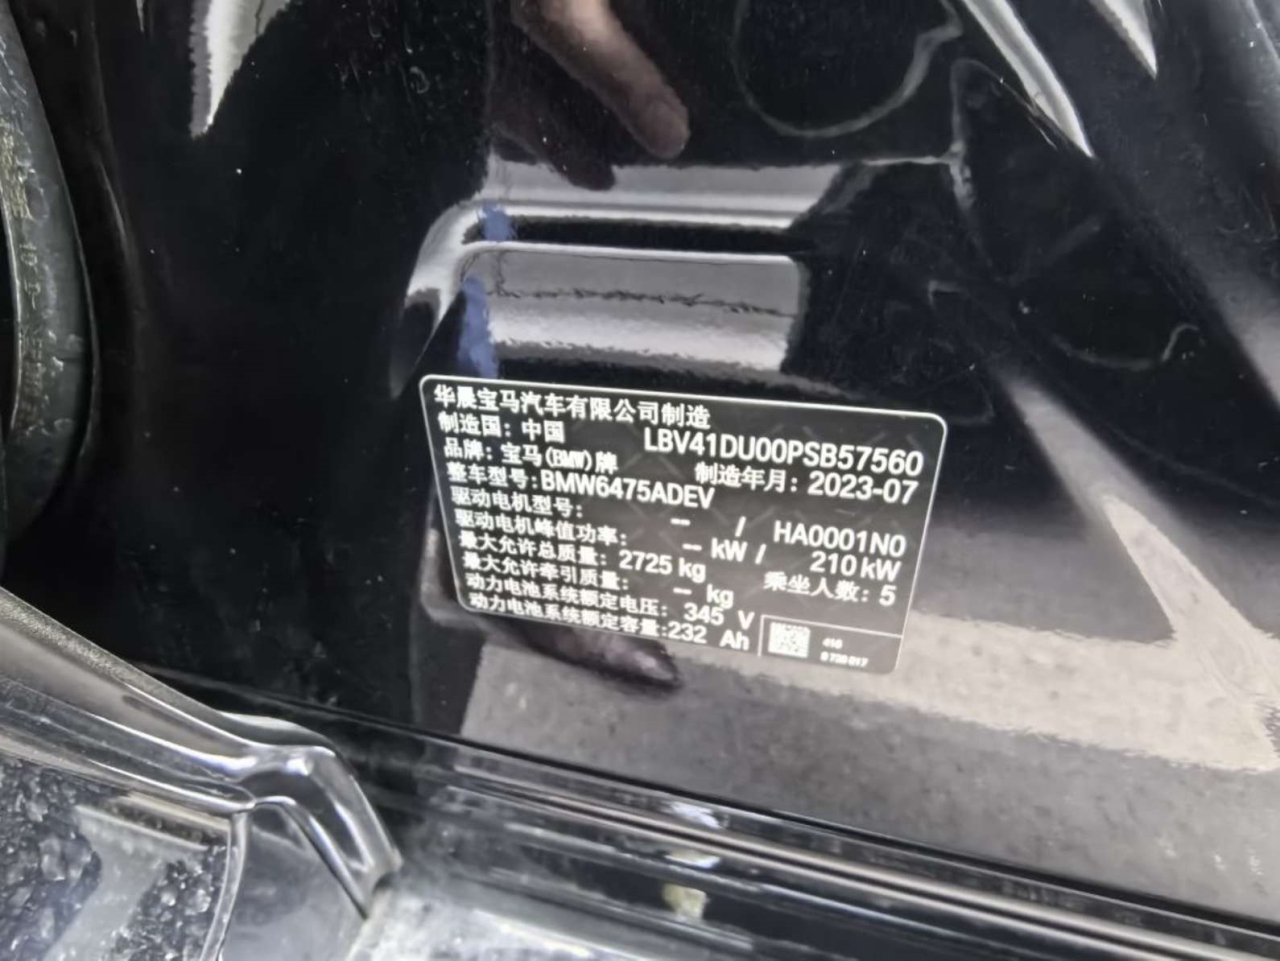 华晨宝马汽车有限公司制造
制造国: 中国 LBV41DU00PSB57560
品牌: 宝马(BMW)牌 制造年月: 2023-07
整车型号: BMW6475ADEV
驱动电机型号: -- / HA0001N0
驱动电机峰值功率: -- kW / 210 kW
最大允许总质量: 2725 kg 乘坐人数: 5
最大允许牵引质量: -- kg
动力电池系统额定电压: 345 V
动力电池系统额定容量:232 Ah